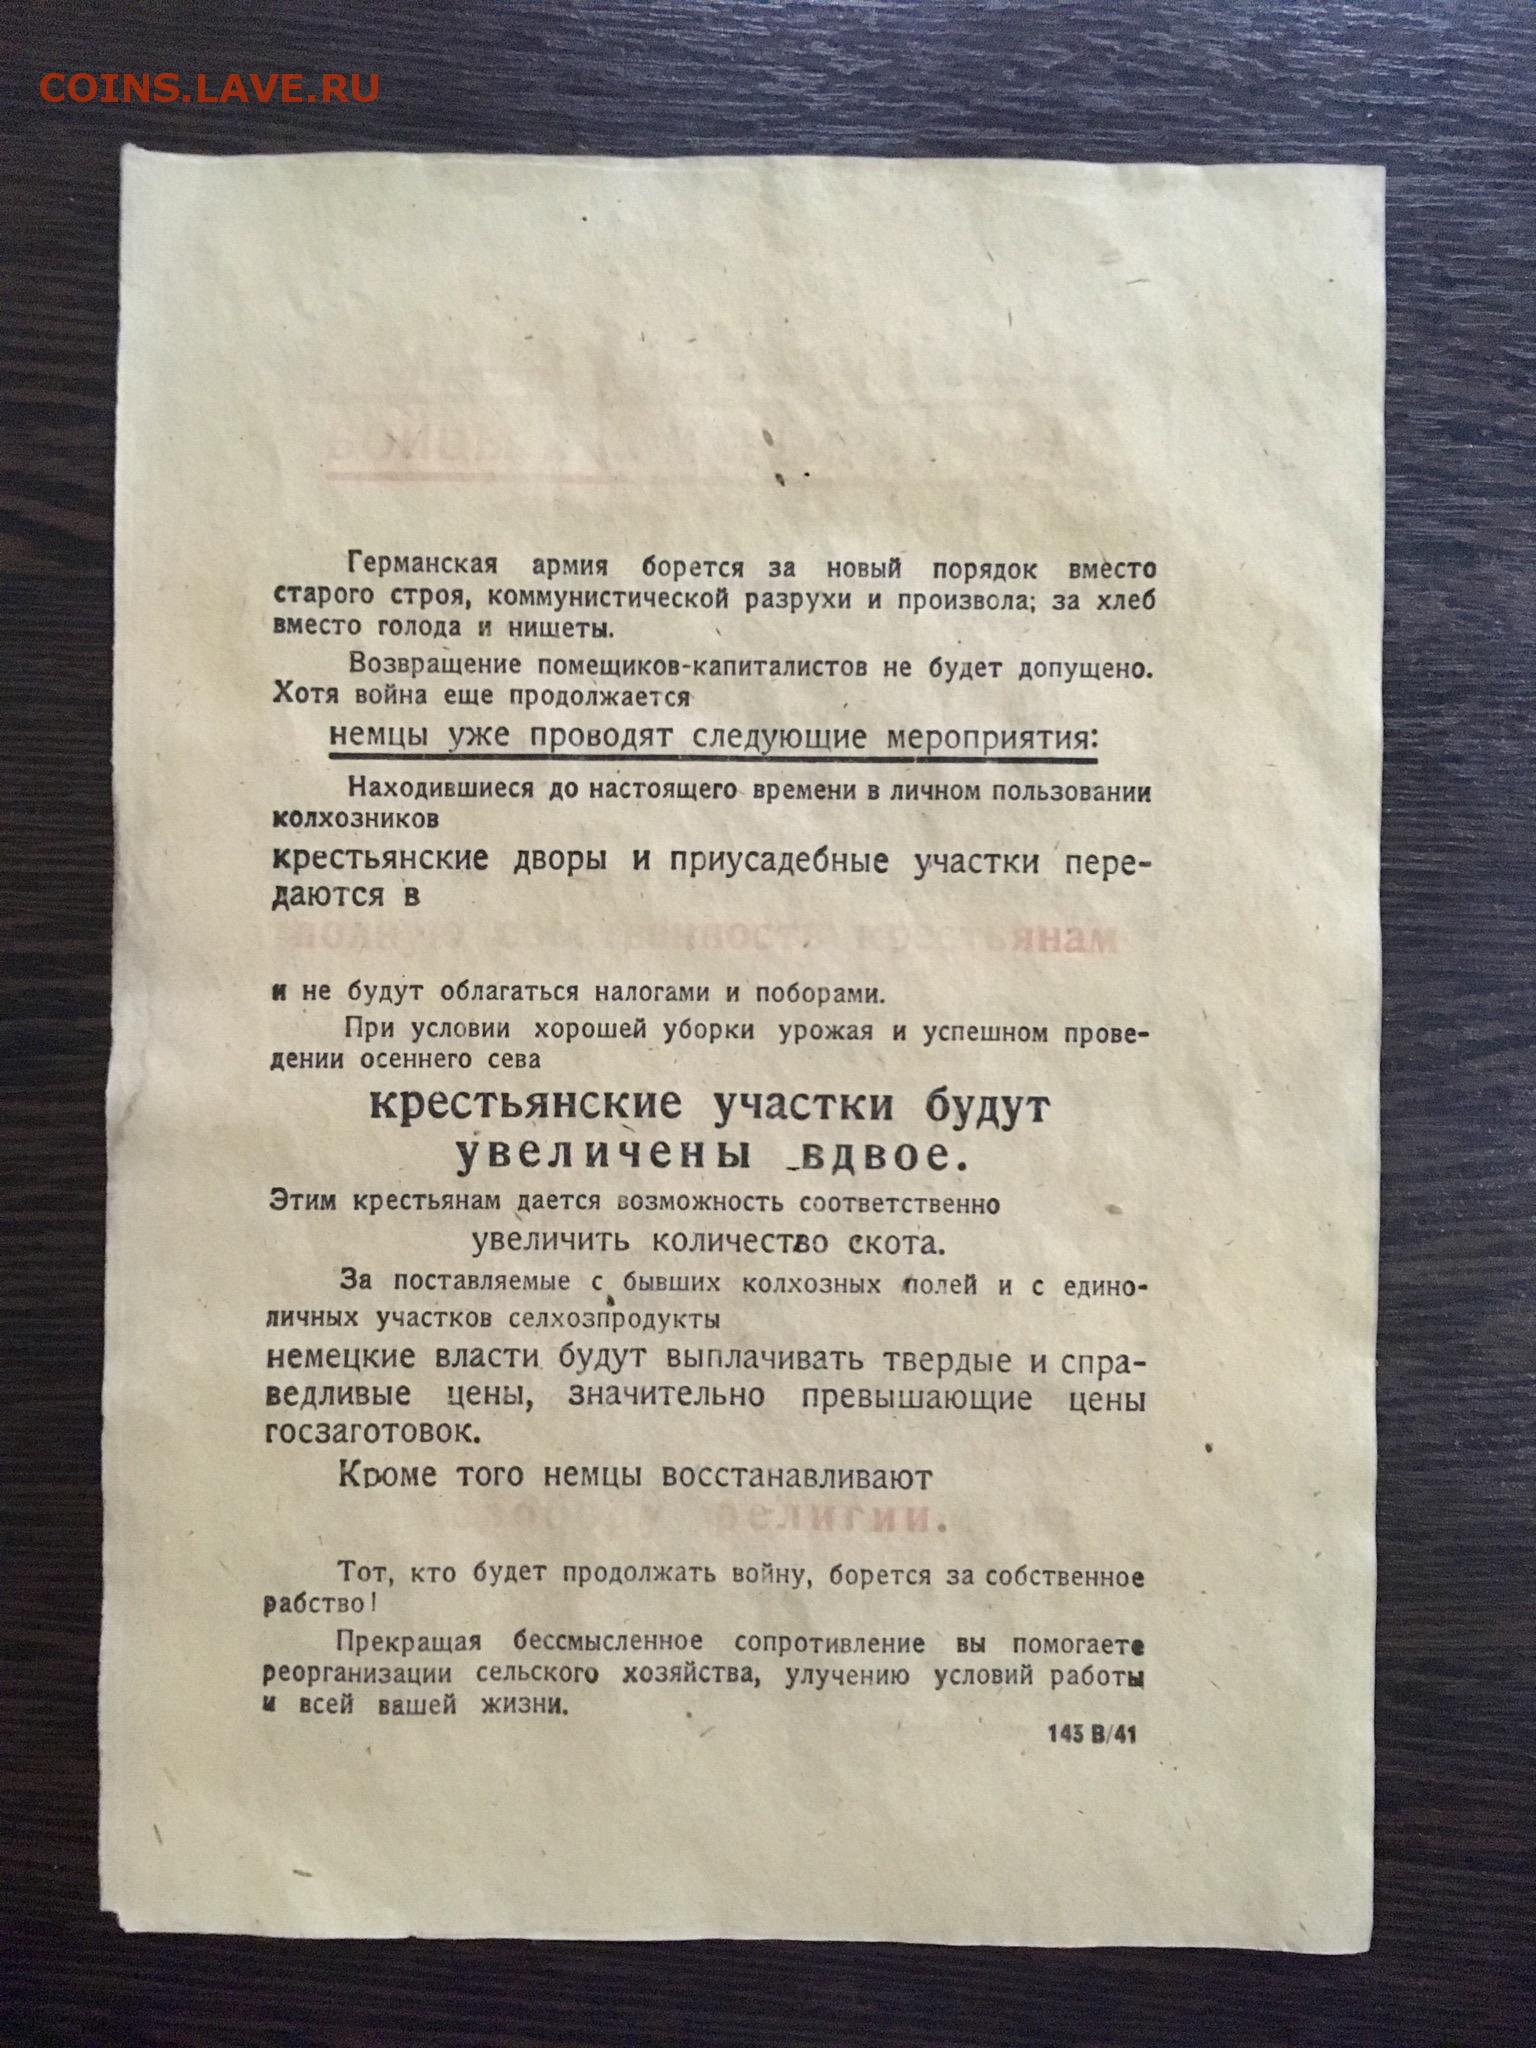 COINS.LAVE.RU
Германская армия борется за новый порядок вместо
старого строя, коммунистической разрухи и произвола; за хлеб
вместо голода и нишеты.
Возвращение помещиков-капиталистов не будет допущено.
Хотя война еще продолжается
немцы уже проводят следующие мероприятия:
Находившиеся до настоящего времени в личном пользовании
колхозников
крестьянские дворы и приусадебные участки пере-
даются в
полную собственность крестьянам
и не будут облагаться налогами и поборами.
При условии хорошей уборки урожая и успешном прове-
дении осеннего сева
крестьянские участки будут
увеличены вдвое.
Этим крестьянам дается возможность соответственно
увеличить количество скота.
За поставляемые с бывших колхозных полей и с едино-
личных участков селхозпродукты
немецкие власти будут выплачивать твердые и спра-
ведливые цены, значительно превышающие цены
госзаготовок.
Кроме того немцы восстанавливают
религии.
Тот, кто будет продолжать войну, борется за собственное
рабство!
Прекращая бессмысленное сопротивление вы помогаете
реорганизации сельского хозяйства, улучению условий работы
и всей вашей жизни.
143 В/41